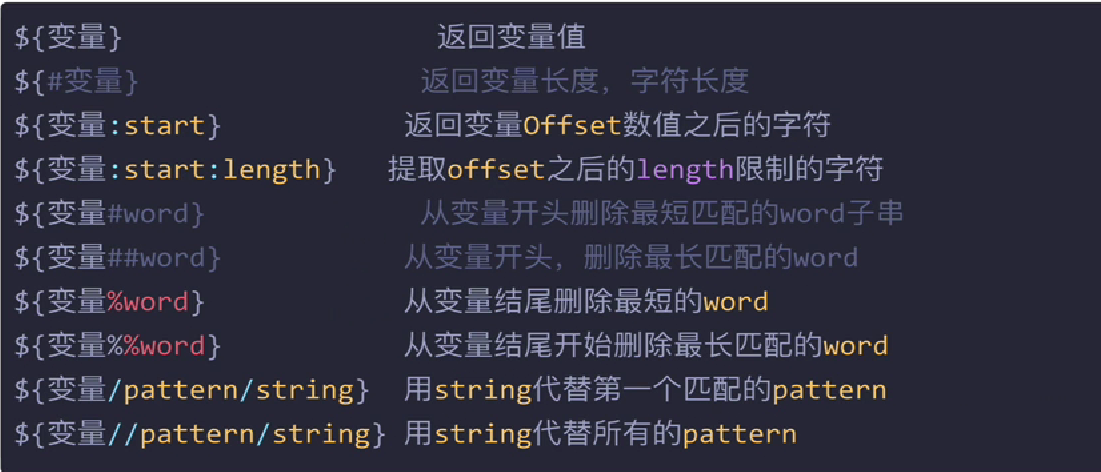 ${变量}                    返回变量值
${#变量}                   返回变量长度，字符长度
${变量:start}              返回变量Offset数值之后的字符
${变量:start:length}   提取offset之后的length限制的字符
${变量#word}               从变量开头删除最短匹配的word子串
${变量##word}             从变量开头，删除最长匹配的word
${变量%word}              从变量结尾删除最短的word
${变量%%word}             从变量结尾开始删除最长匹配的word
${变量/pattern/string}  用string代替第一个匹配的pattern
${变量//pattern/string} 用string代替所有的pattern